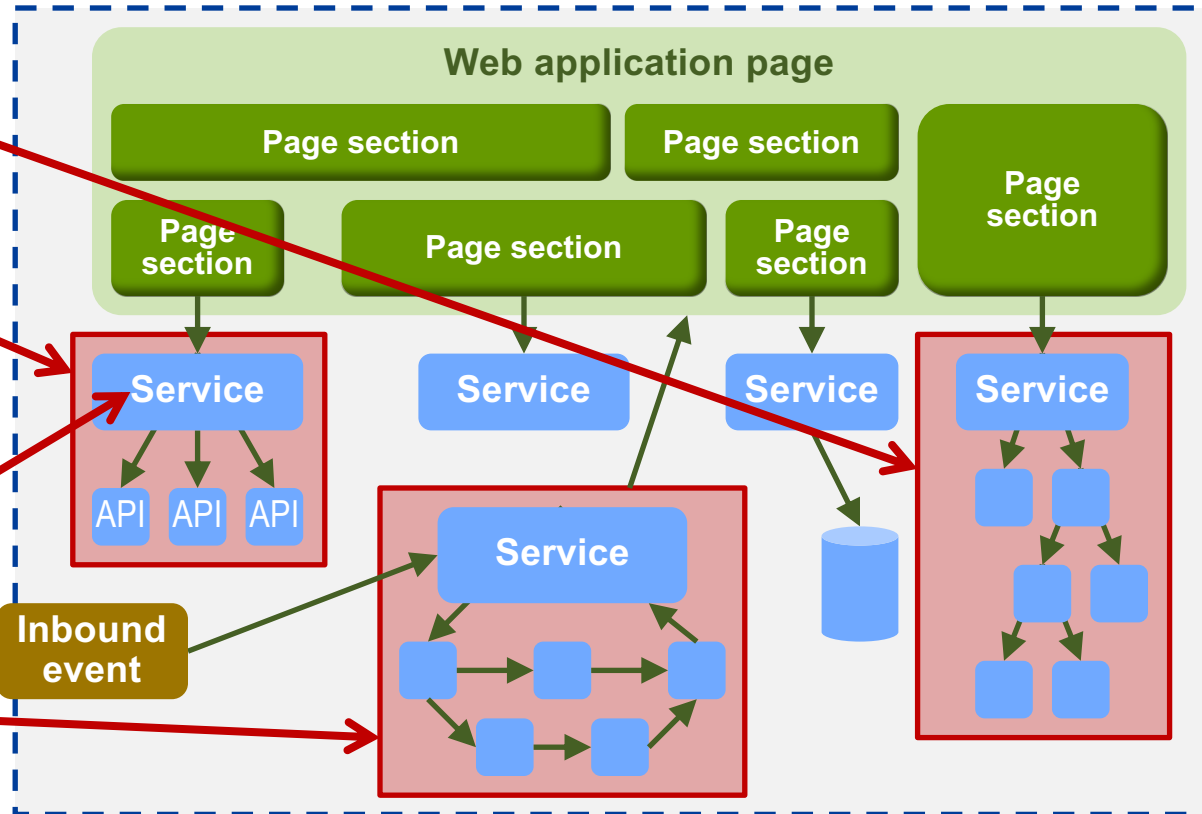 Web application page
Page section
Page section
Page
section
Page
section
Page section
Page
section
Service
Service
Service
Service
API
API
API
Service
Inbound
event